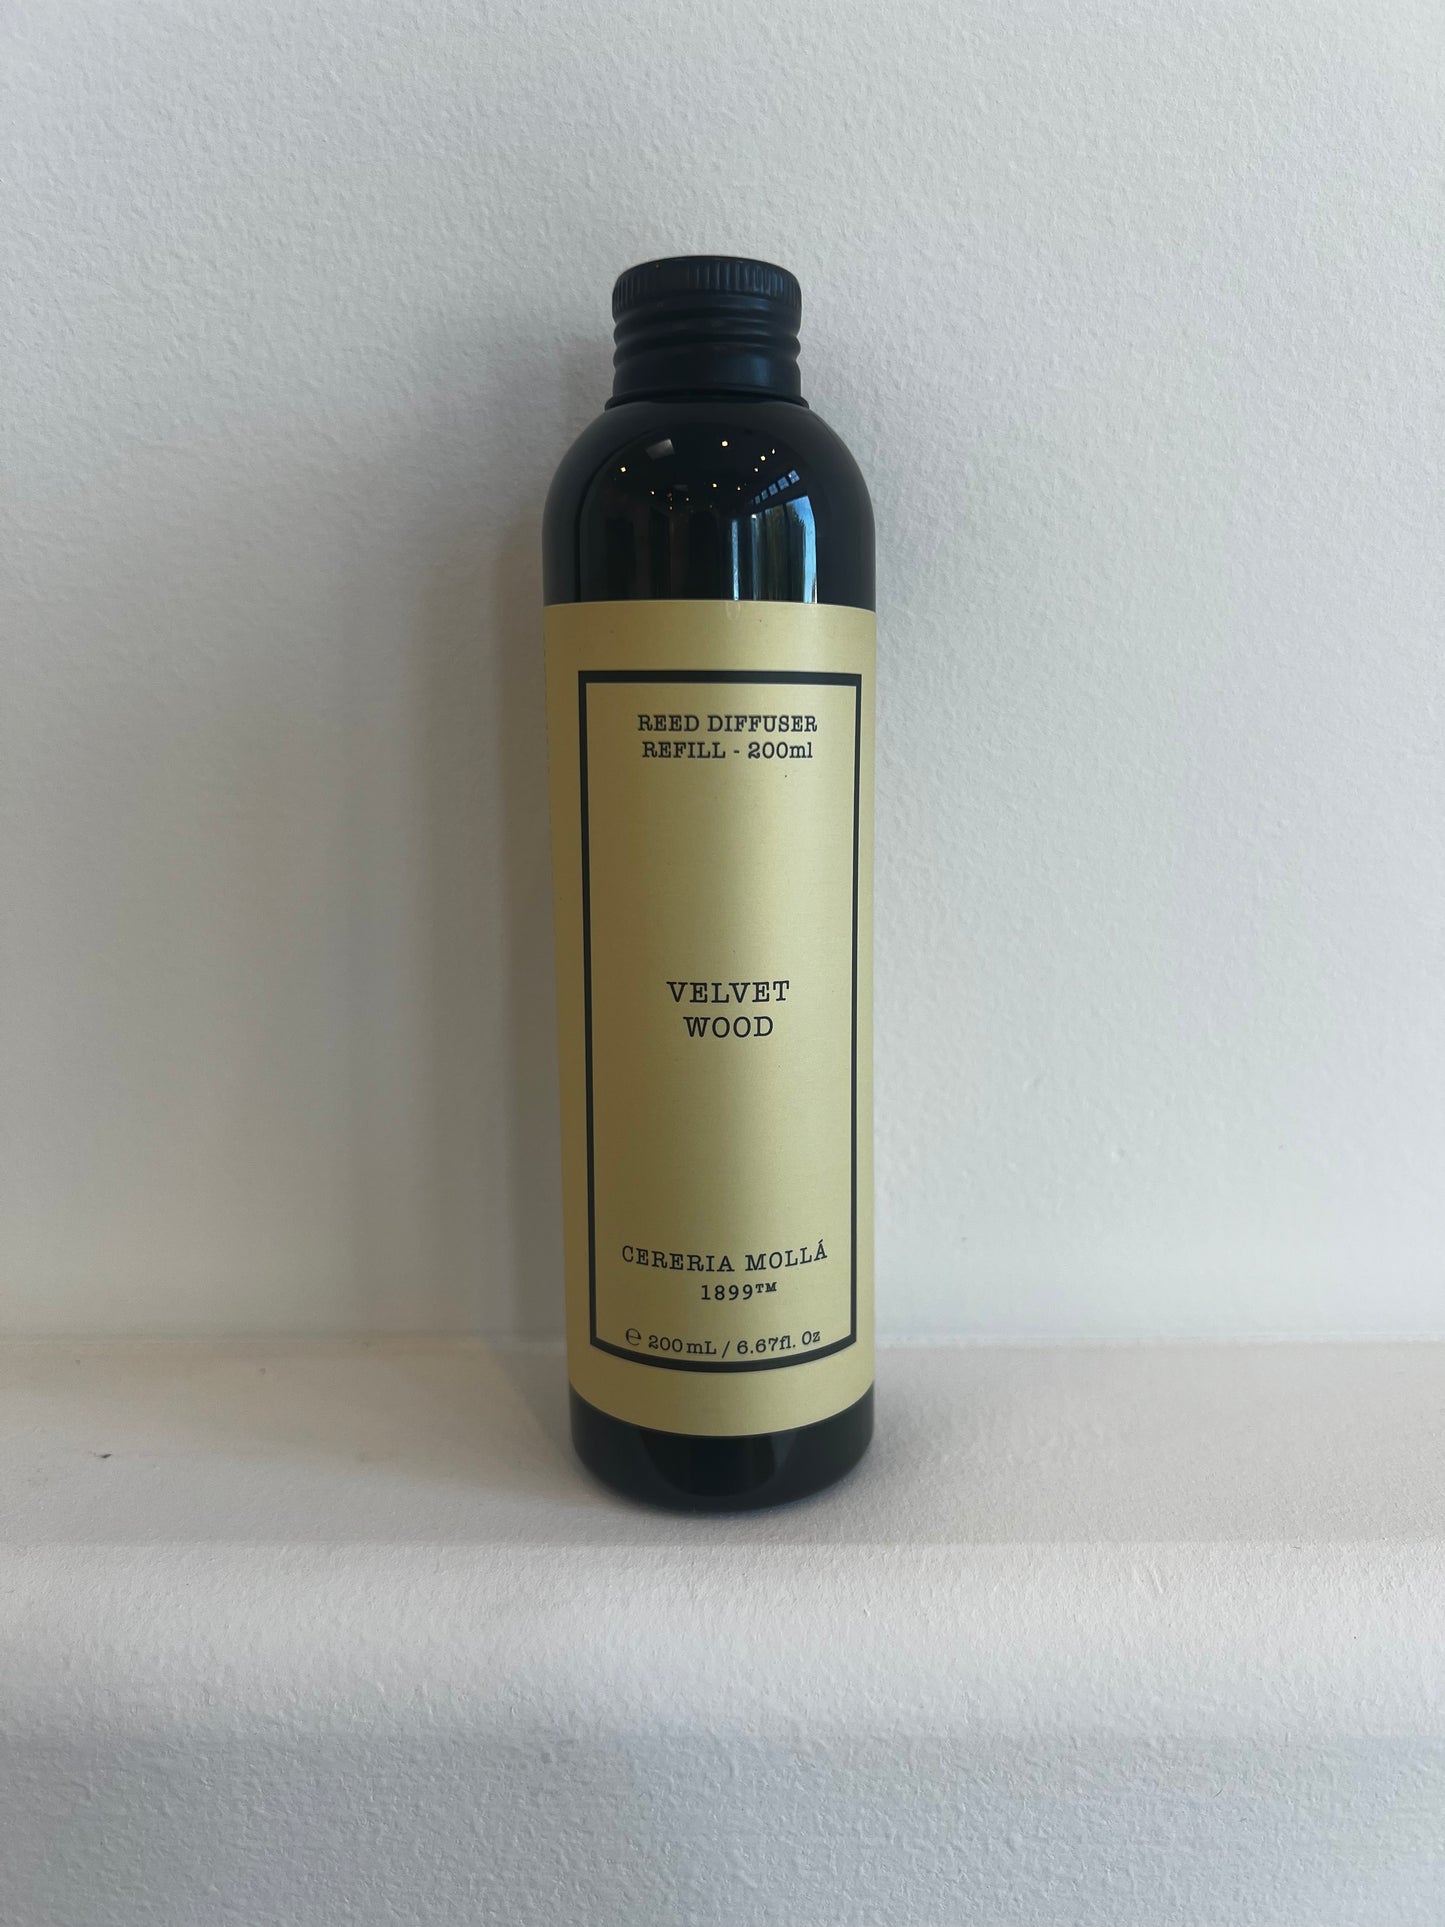 REED DIFFUSER
REFILL - 200ml
VELVET
WOOD
CERERIA MOLLÁ
1899™
℮ 200mL / 6.67fl. Oz